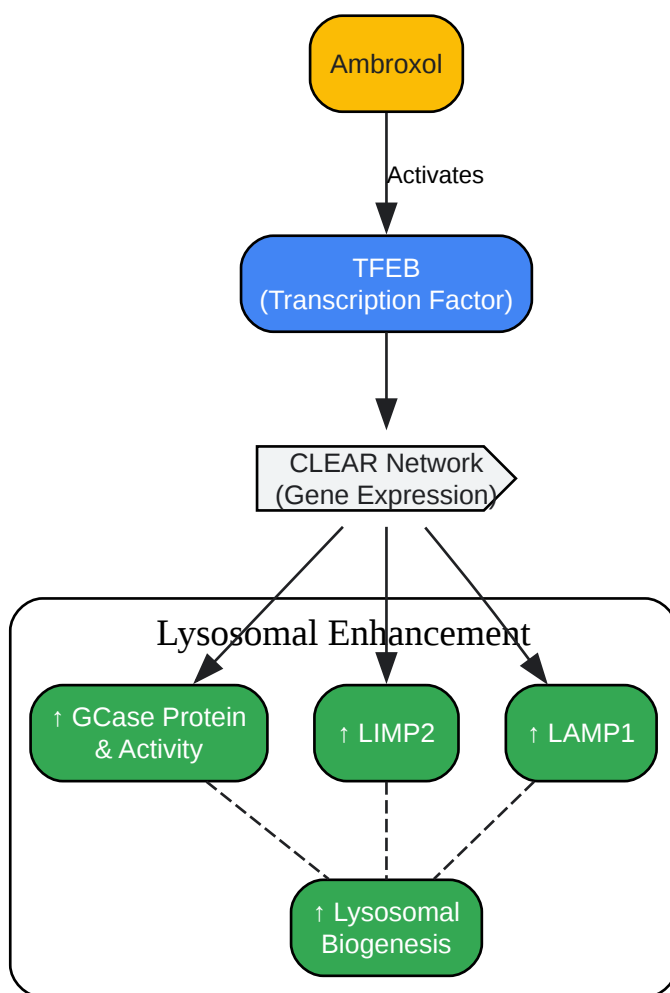 Ambroxol
Activates
TFEB
(Transcription Factor)
CLEAR Network
(Gene Expression)
Lysosomal Enhancement
↑ GCase Protein
& Activity
↑ LIMP2
↑ LAMP1
↑ Lysosomal
Biogenesis